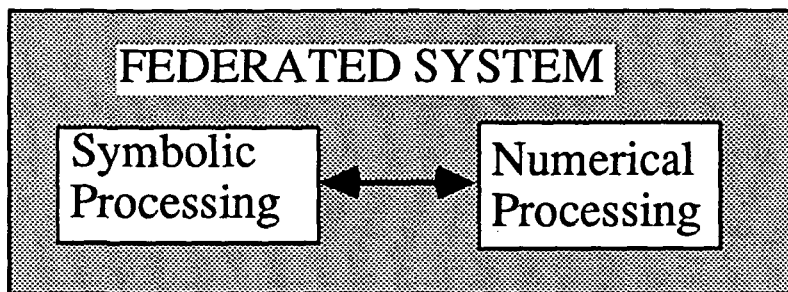 FEDERATED SYSTEM
Symbolic
Processing
Numerical
Processing